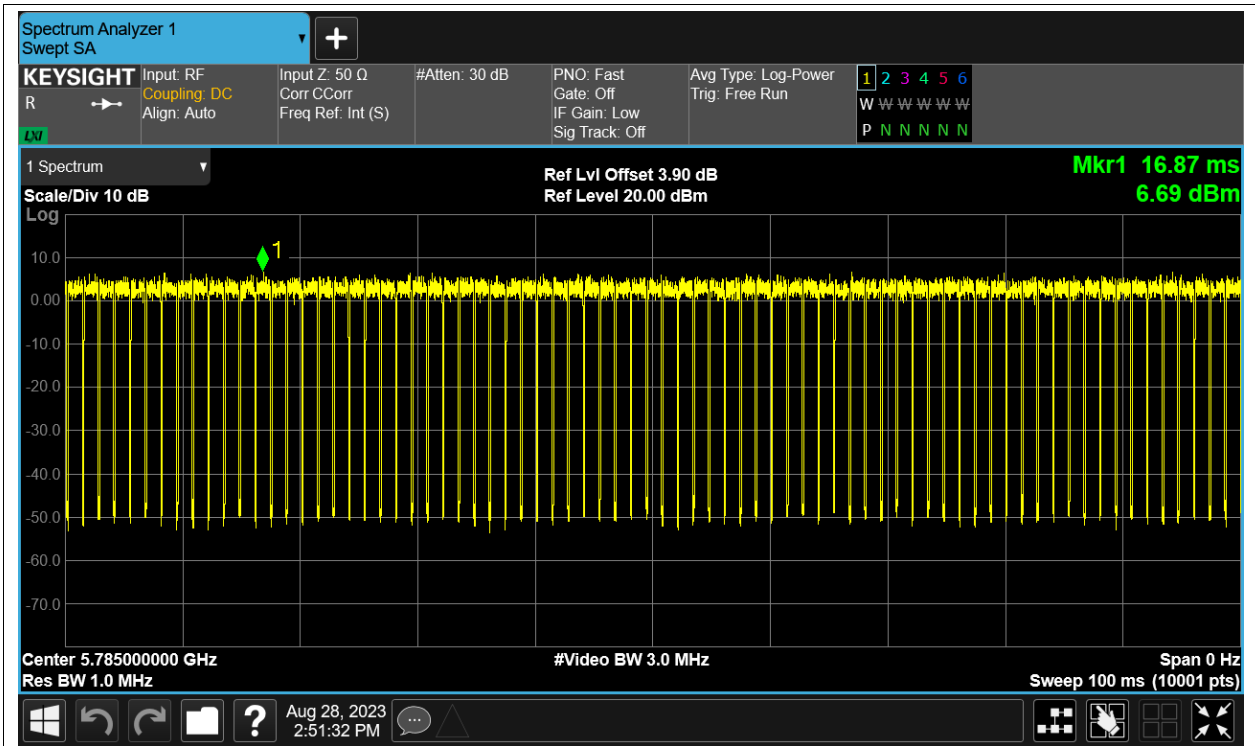 Spectrum Analyzer 1
Swept SA
KEYSIGHT
R
LXI
Input: RF
Coupling: DC
Align: Auto
Input Z: 50 Ω
Corr CCorr
Freq Ref: Int (S)
#Atten: 30 dB
PNO: Fast
Gate: Off
IF Gain: Low
Sig Track: Off
Avg Type: Log-Power
Trig: Free Run
1 2 3 4 5 6
W W W W W W
P N N N N N
1 Spectrum
Scale/Div 10 dB
Log
Ref Lvl Offset 3.90 dB
Ref Level 20.00 dBm
Mkr1 16.87 ms
6.69 dBm
1
10.0
0.00
-10.0
-20.0
-30.0
-40.0
-50.0
-60.0
-70.0
Center 5.785000000 GHz
Res BW 1.0 MHz
#Video BW 3.0 MHz
Span 0 Hz
Sweep 100 ms (10001 pts)
?
Aug 28, 2023
2:51:32 PM